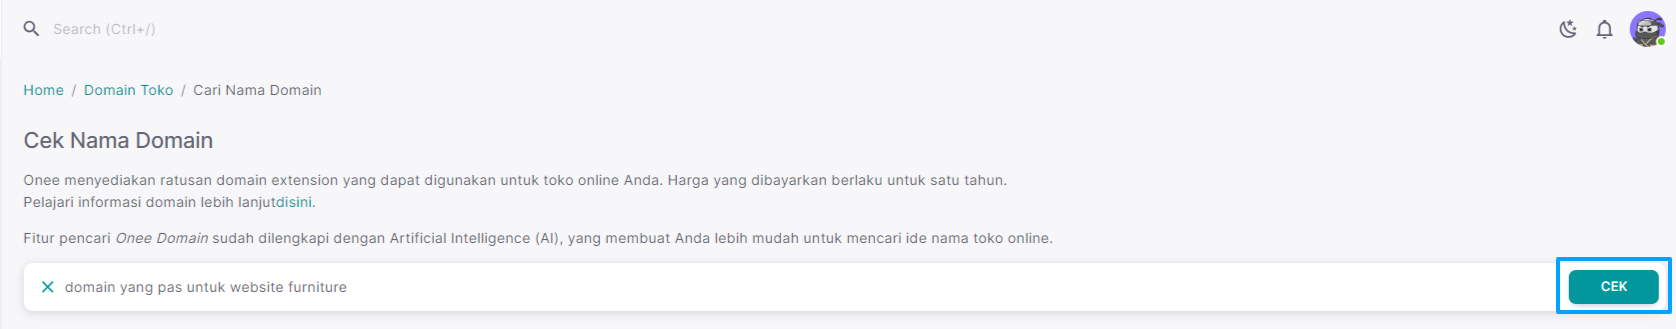 Search (Ctrl+/)
Home / Domain Toko / Cari Nama Domain
Cek Nama Domain
Onee menyediakan ratusan domain extension yang dapat digunakan untuk toko online Anda. Harga yang dibayarkan berlaku untuk satu tahun.
Pelajari informasi domain lebih lanjutdisini.
Fitur pencari Onee Domain sudah dilengkapi dengan Artificial Intelligence (AI), yang membuat Anda lebih mudah untuk mencari ide nama toko online.
domain yang pas untuk website furniture
CEK